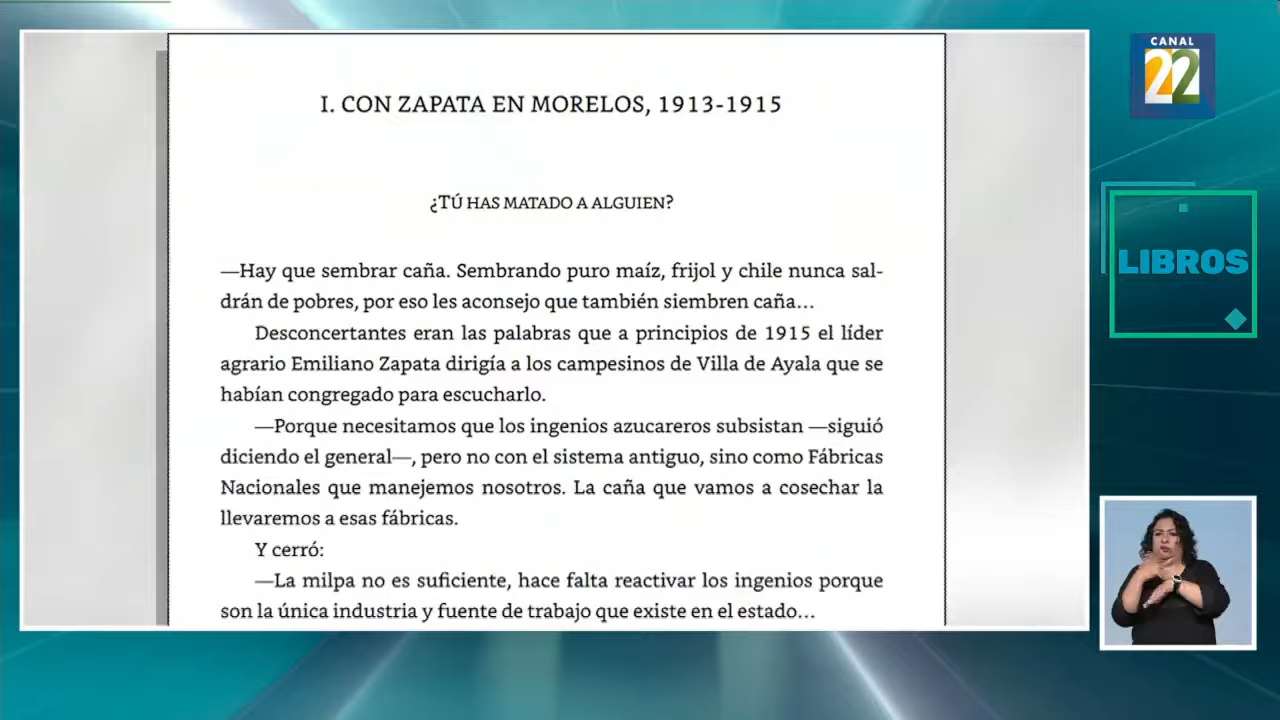 I. CON ZAPATA EN MORELOS, 1913-1915
¿TÚ HAS MATADO A ALGUIEN?
—Hay que sembrar caña. Sembrando puro maíz, frijol y chile nunca sal-
drán de pobres, por eso les aconsejo que también siembren caña…
Desconcertantes eran las palabras que a principios de 1915 el líder
agrario Emiliano Zapata dirigía a los campesinos de Villa de Ayala que se
habían congregado para escucharlo.
—Porque necesitamos que los ingenios azucareros subsistan —siguió
diciendo el general—, pero no con el sistema antiguo, sino como Fábricas
Nacionales que manejemos nosotros. La caña que vamos a cosechar la
llevaremos a esas fábricas.
Y cerró:
—La milpa no es suficiente, hace falta reactivar los ingenios porque
son la única industria y fuente de trabajo que existe en el estado…
CANAL
22
LIBROS